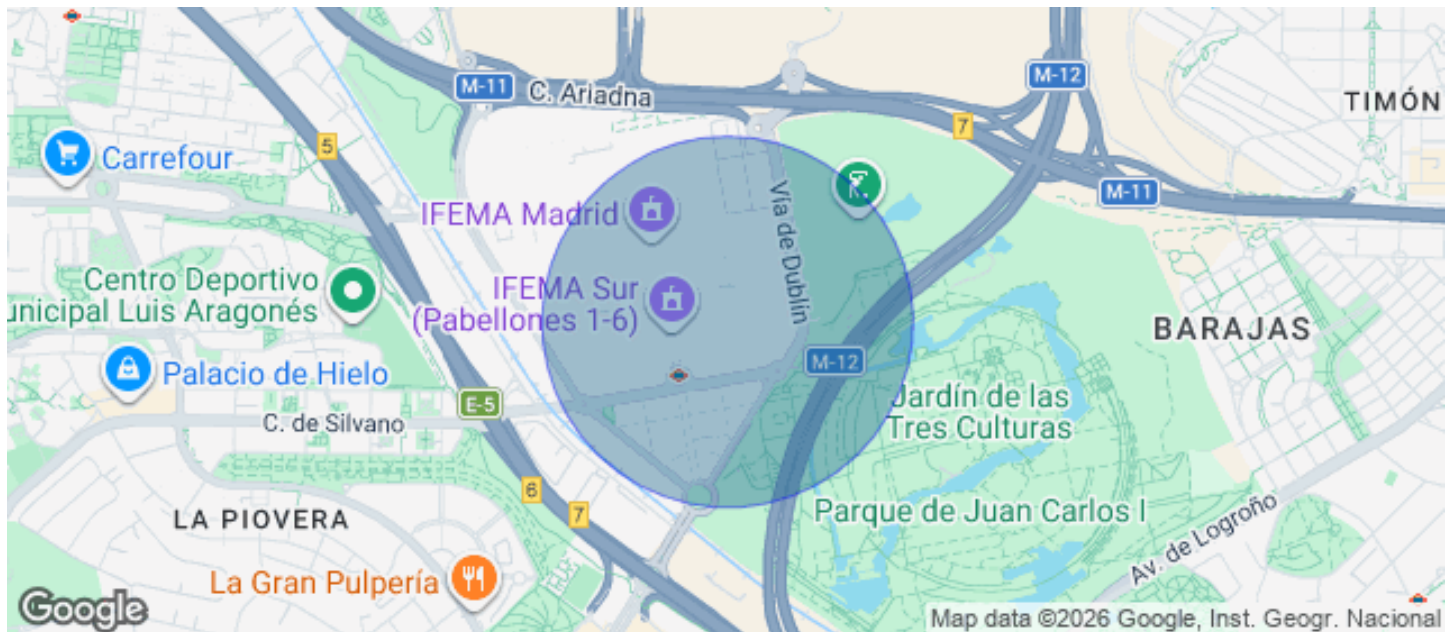 M-11
C. Ariadna
M-12
TIMÓN
7
5
Carrefour
M-11
IFEMA Madrid
Vía de Dublín
Centro Deportivo
unicipal Luis Aragonés
IFEMA Sur
(Pabellones 1-6)
BARAJAS
Palacio de Hielo
M-12
E-5
C. de Silvano
Jardín de las
Tres Culturas
6
7
LA PIOVERA
Parque de Juan Carlos I
Av. de Logroño
La Gran Pulpería
Google
Map data ©2026 Google, Inst. Geogr. Nacional